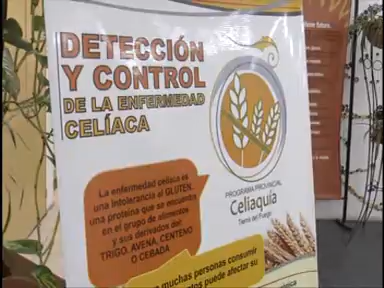 DETECCIÓN
Y CONTROL
DE LA ENFERMEDAD
CELÍACA
La enfermedad celíaca es
una intolerancia al GLUTEN,
una proteína que se encuentra
en el grupo de alimentos
y sus derivados del
TRIGO, AVENA, CENTENO
O CEBADA
PROGRAMA PROVINCIAL
Celiaquía
Tierra del Fuego
muchas personas consumir
puede afectar su